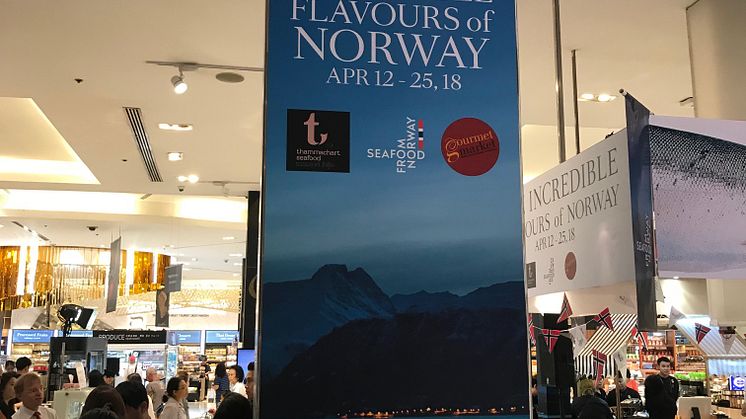 FLAVOURS of
NORWAY
APR 12 - 25, 18
t
thammachart
seafood
SEAFOOD
FROM
NORWAY
Gourmet
market
INCREDIBLE
OURS of NORWAY
APR 12-25, 18
PRODUCE